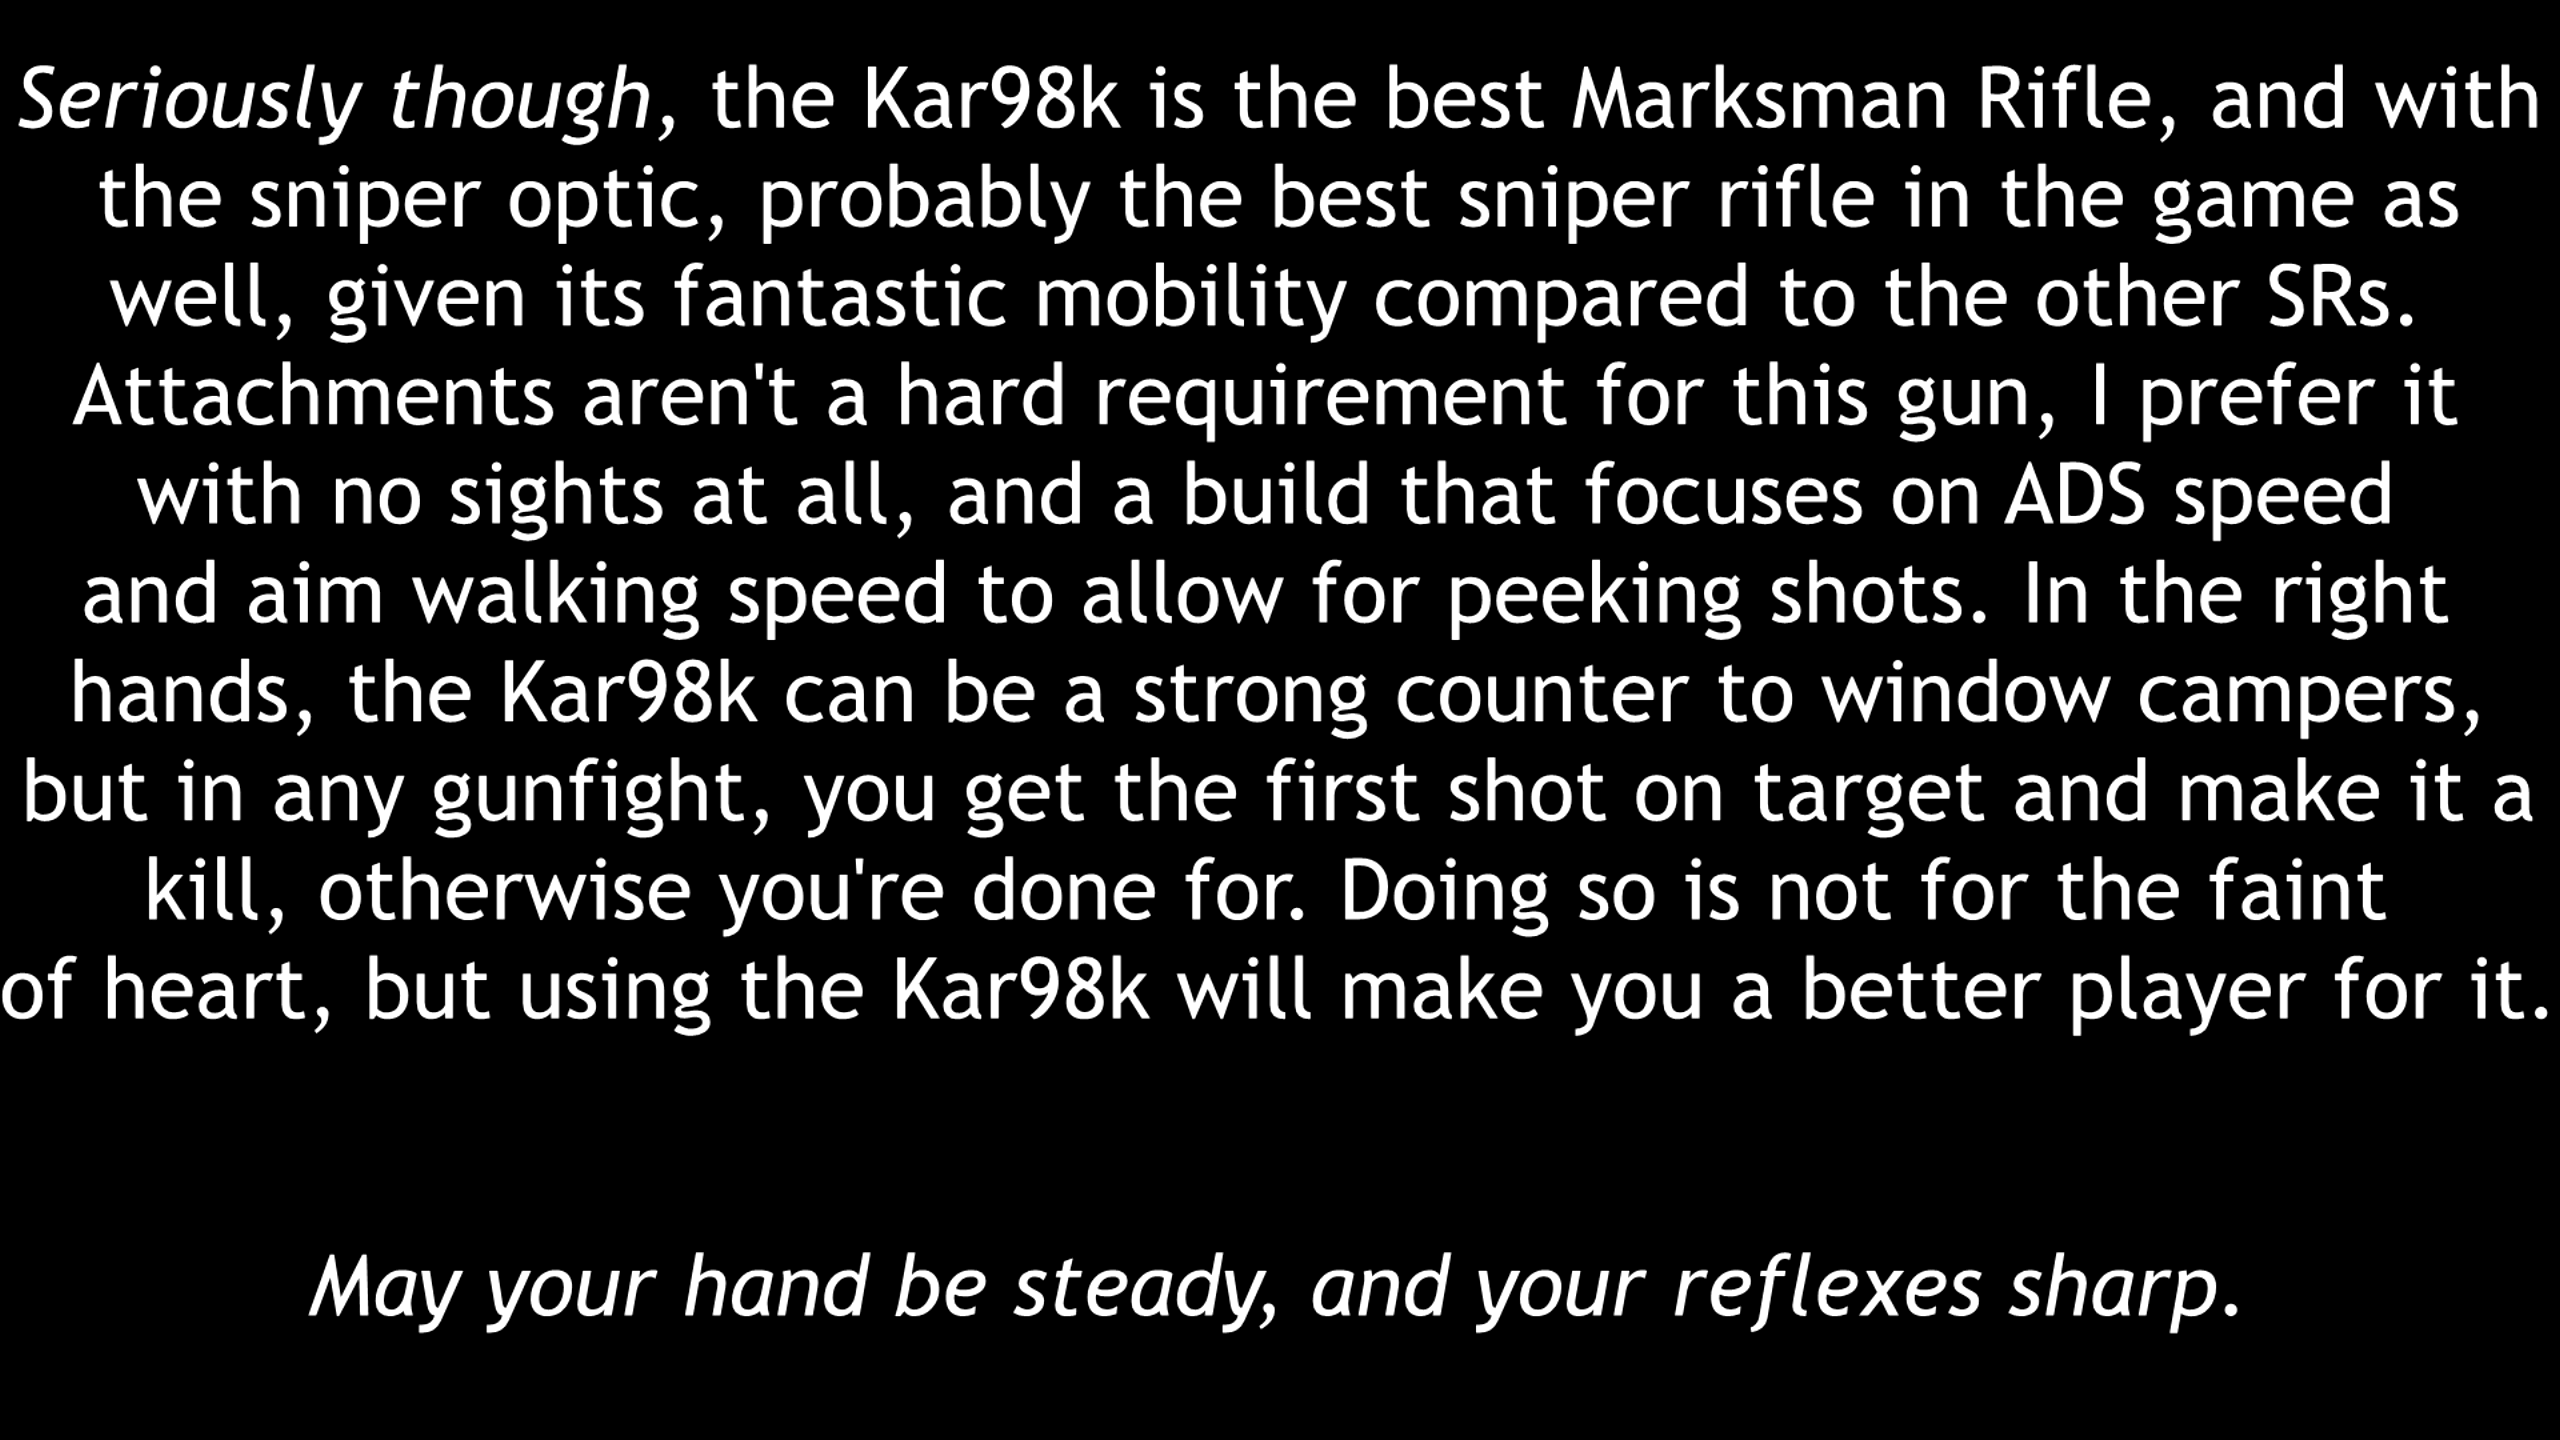 Seriously though, the Kar98k is the best Marksman Rifle, and with
the sniper optic, probably the best sniper rifle in the game as
well, given its fantastic mobility compared to the other SRs.
Attachments aren't a hard requirement for this gun, I prefer it
with no sights at all, and a build that focuses on ADS speed
and aim walking speed to allow for peeking shots. In the right
hands, the Kar98k can be a strong counter to window campers,
but in any gunfight, you get the first shot on target and make it a
kill, otherwise you're done for. Doing so is not for the faint
of heart, but using the Kar98k will make you a better player for it.
May your hand be steady, and your reflexes sharp.